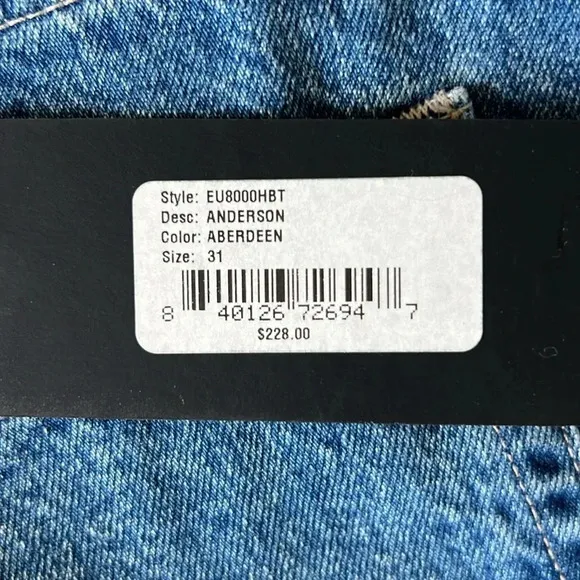 Style: EU8000HBT
Desc: ANDERSON
Color: ABERDEEN
Size: 31
8 40126 72694 7
$228.00